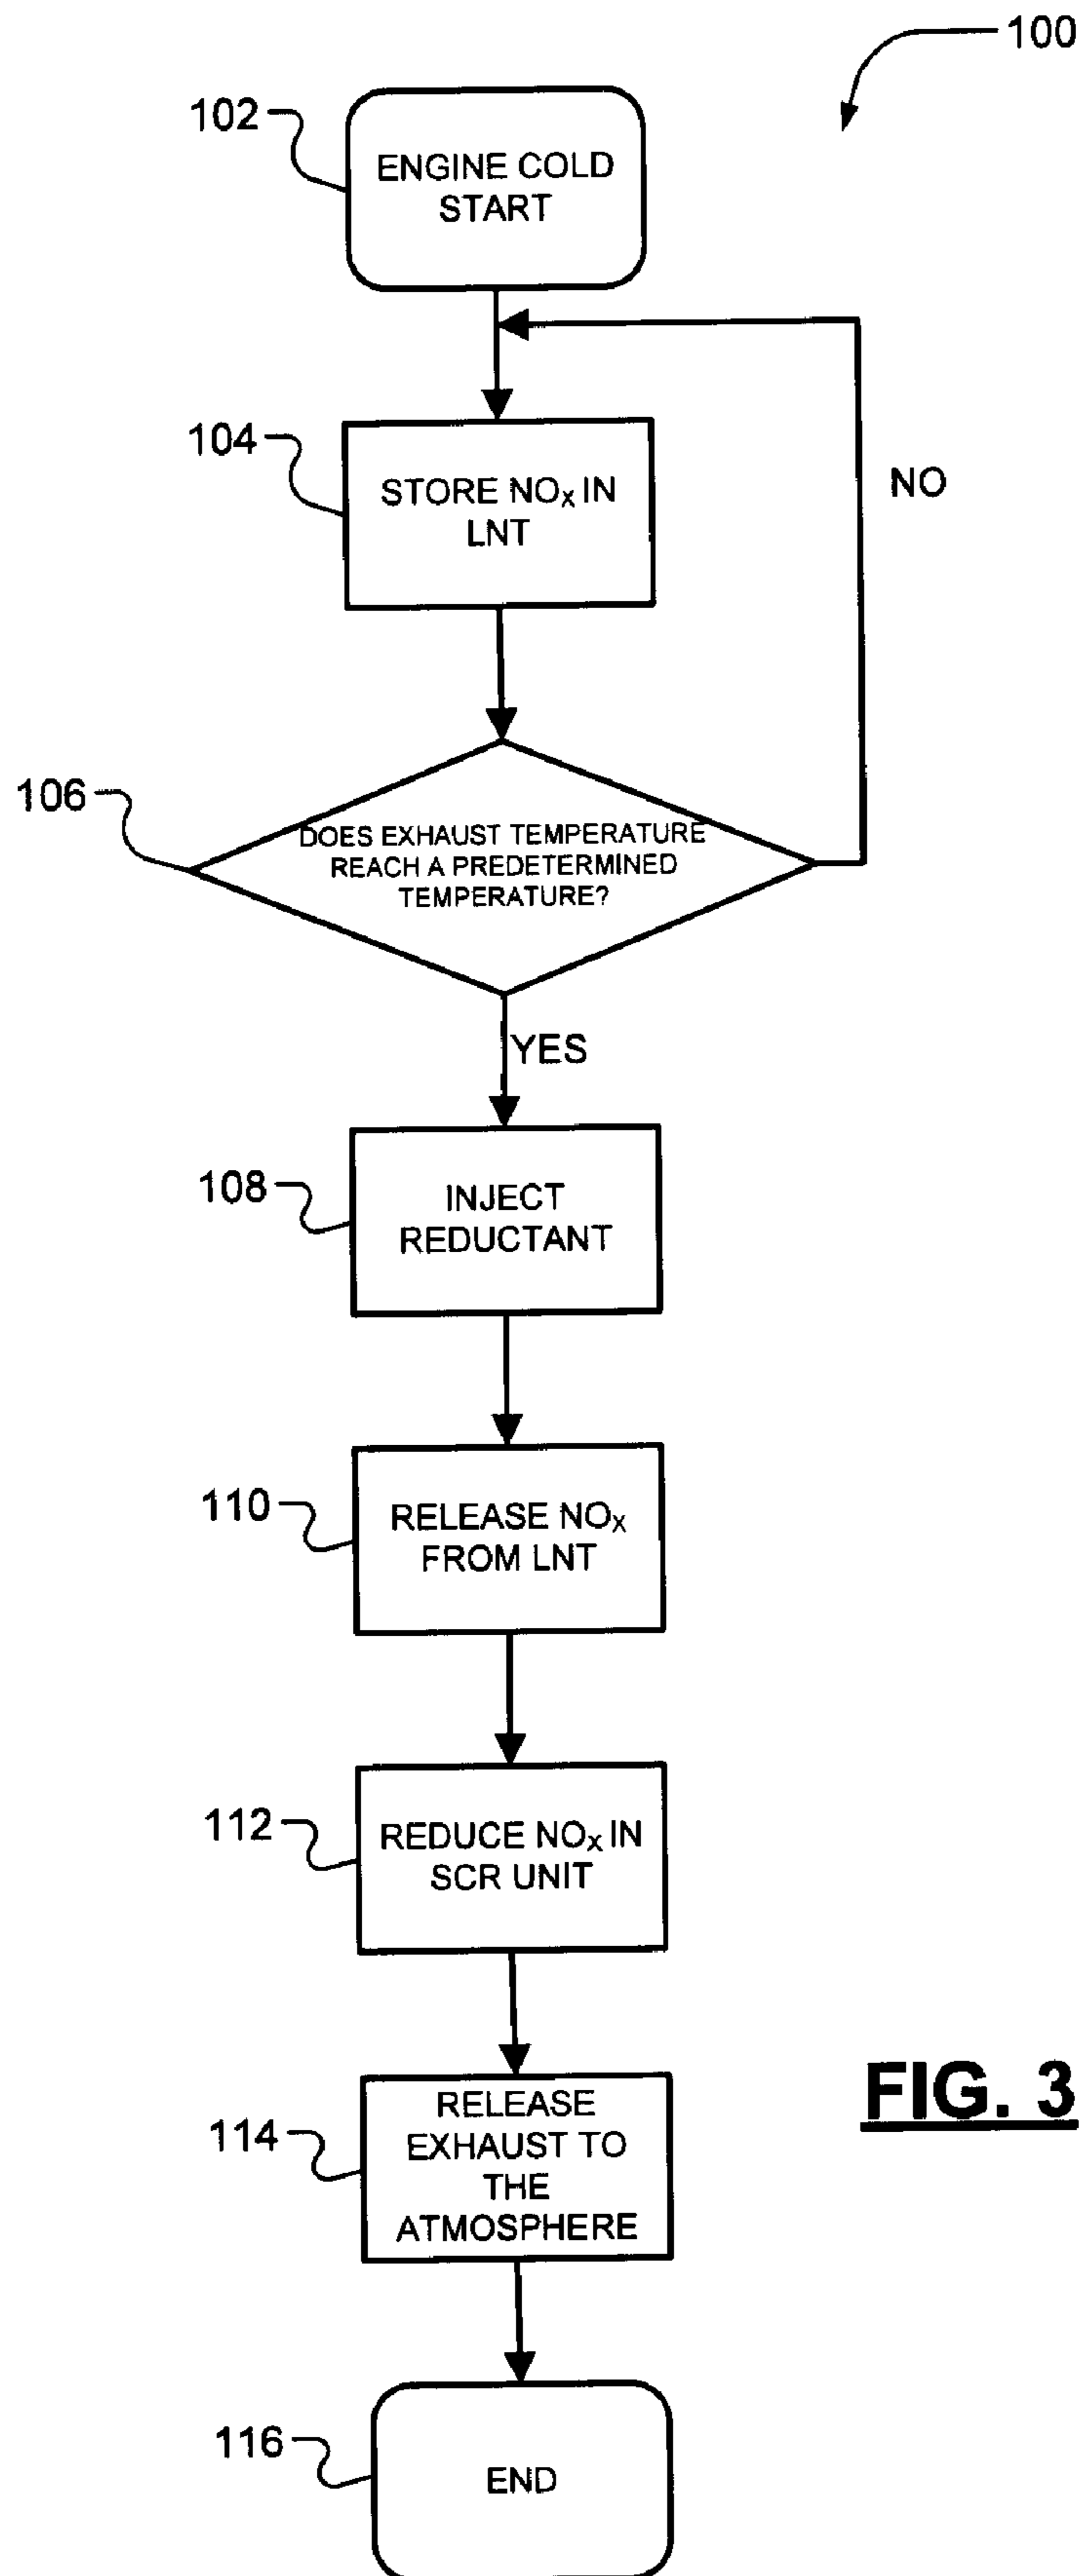 100
102
ENGINE COLD
START
104
STORE NOX IN
LNT
NO
106
DOES EXHAUST TEMPERATURE
REACH A PREDETERMINED
TEMPERATURE?
YES
108
INJECT
REDUCTANT
110
RELEASE NOX
FROM LNT
112
REDUCE NOX IN
SCR UNIT
114
RELEASE
EXHAUST TO
THE
ATMOSPHERE
FIG. 3
116
END